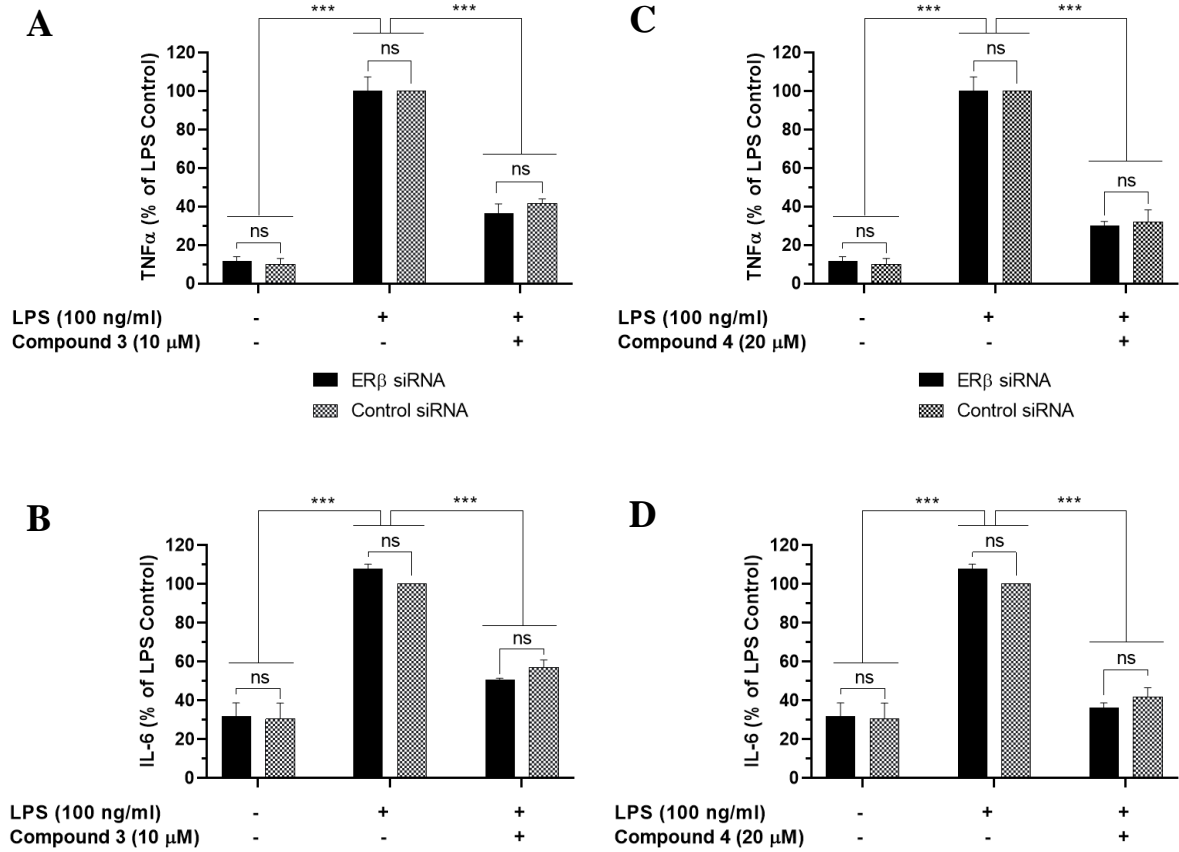 A
*** ***
ns
ns
ns
TNFα (% of LPS Control)
120
100
80
60
40
20
0
LPS (100 ng/ml) - + +
Compound 3 (10 μM) - - +
ERβ siRNA
Control siRNA
C
*** ***
ns
ns
ns
TNFα (% of LPS Control)
120
100
80
60
40
20
0
LPS (100 ng/ml) - + +
Compound 4 (20 μM) - - +
ERβ siRNA
Control siRNA
B
*** ***
ns
ns
ns
IL-6 (% of LPS Control)
120
100
80
60
40
20
0
LPS (100 ng/ml) - + +
Compound 3 (10 μM) - - +
D
*** ***
ns
ns
ns
IL-6 (% of LPS Control)
120
100
80
60
40
20
0
LPS (100 ng/ml) - + +
Compound 4 (20 μM) - - +